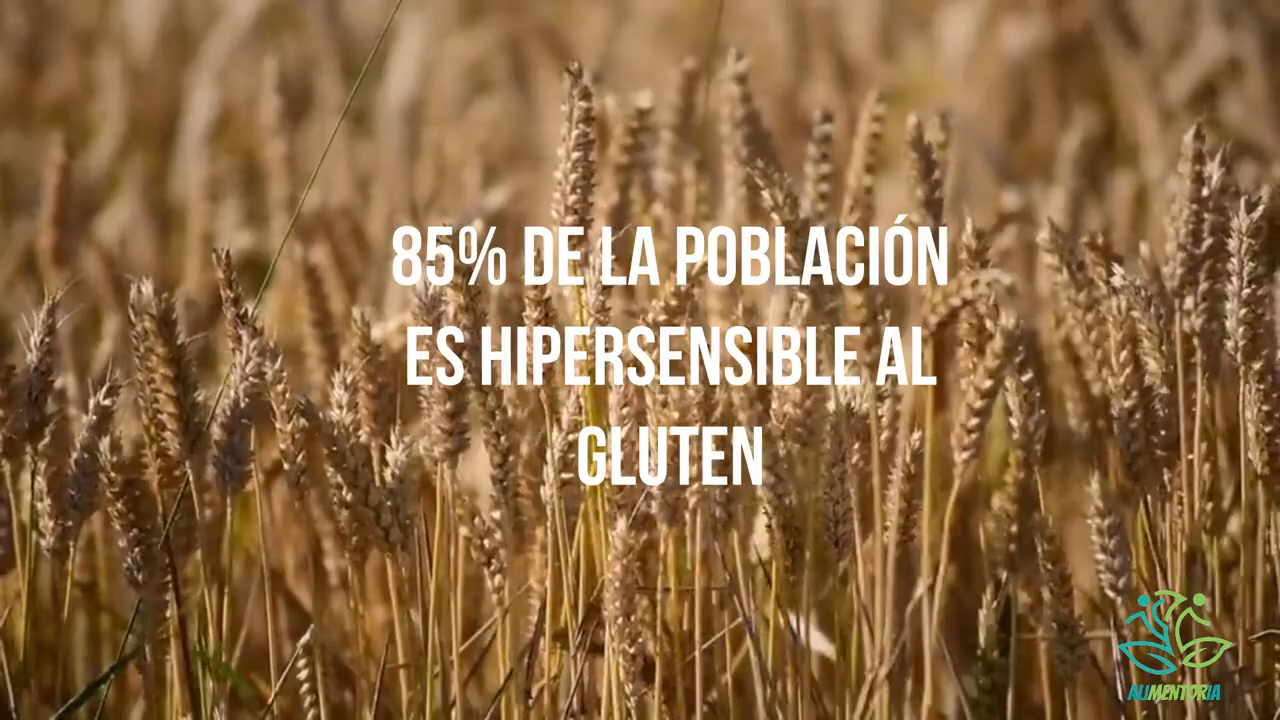 85% DE LA POBLACIÓN
ES HIPERSENSIBLE AL
GLUTEN
ALIMENTORIA